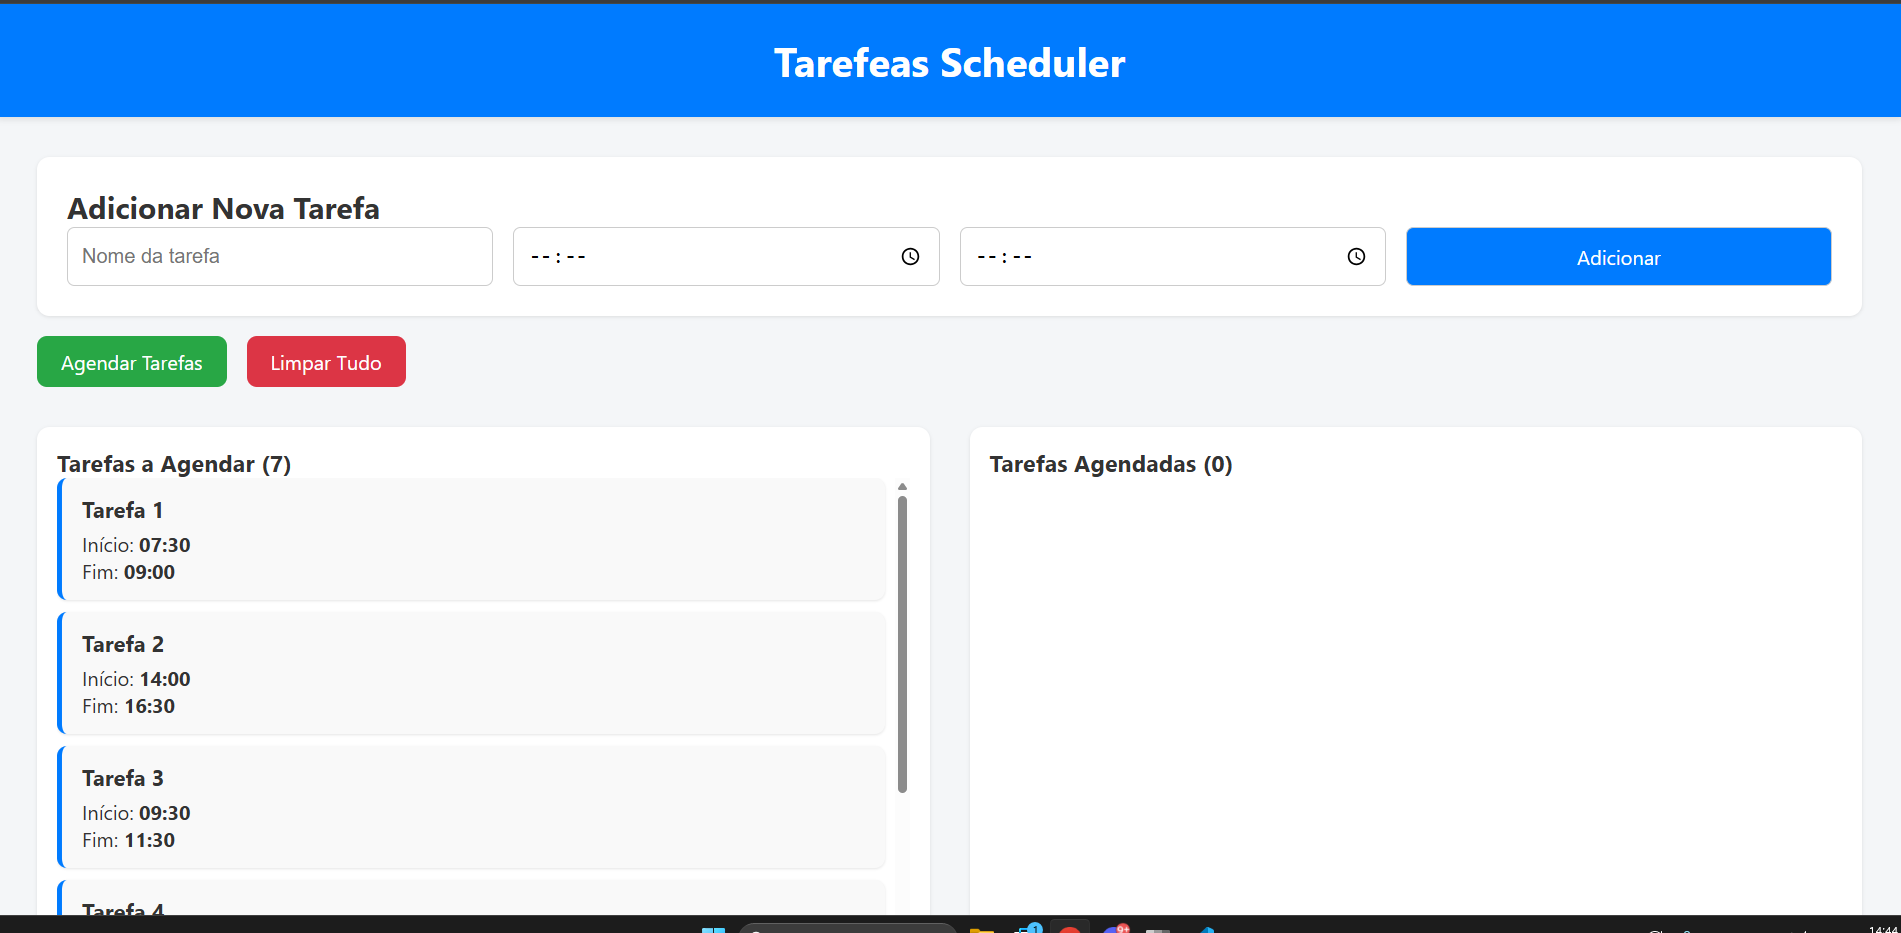 Tarefeas Scheduler
Adicionar Nova Tarefa
Nome da tarefa
--:--
--:--
Adicionar
Agendar Tarefas
Limpar Tudo
Tarefas a Agendar (7)
Tarefa 1
Início: 07:30
Fim: 09:00
Tarefa 2
Início: 14:00
Fim: 16:30
Tarefa 3
Início: 09:30
Fim: 11:30
Tarefa 4
Tarefas Agendadas (0)
1
9+
14:44